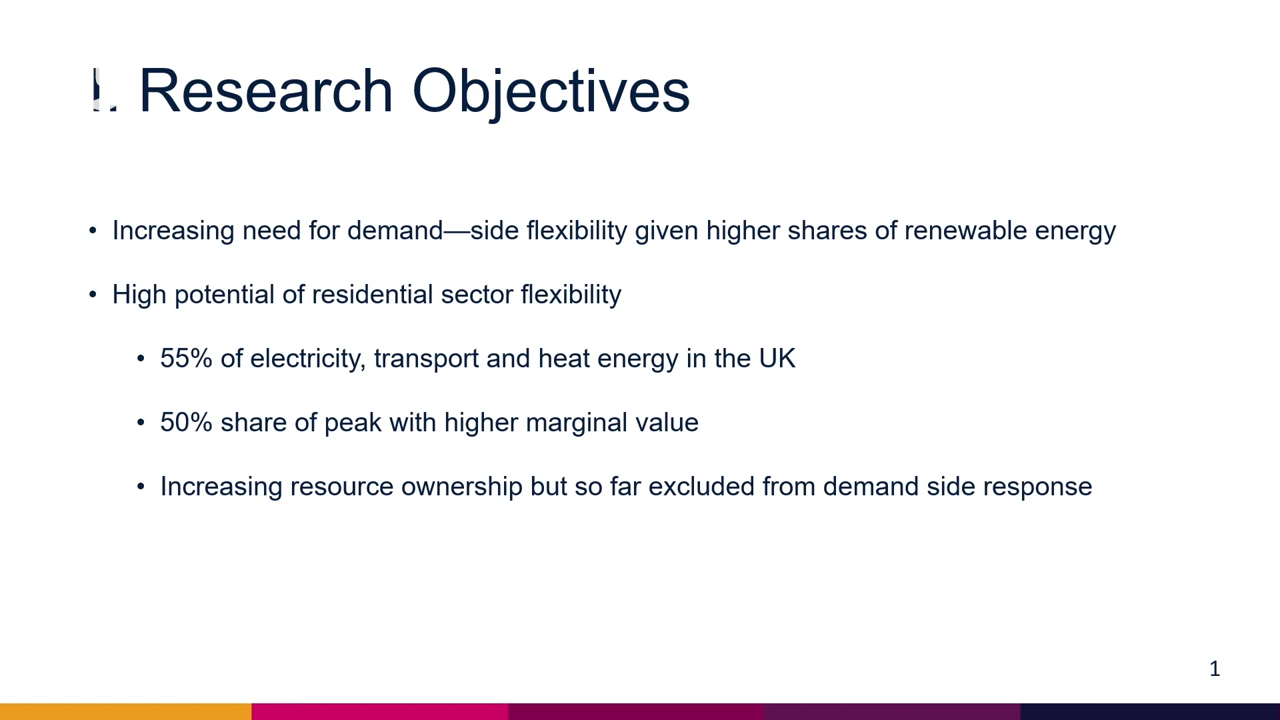 I. Research Objectives
• Increasing need for demand—side flexibility given higher shares of renewable energy
• High potential of residential sector flexibility
• 55% of electricity, transport and heat energy in the UK
• 50% share of peak with higher marginal value
• Increasing resource ownership but so far excluded from demand side response
1